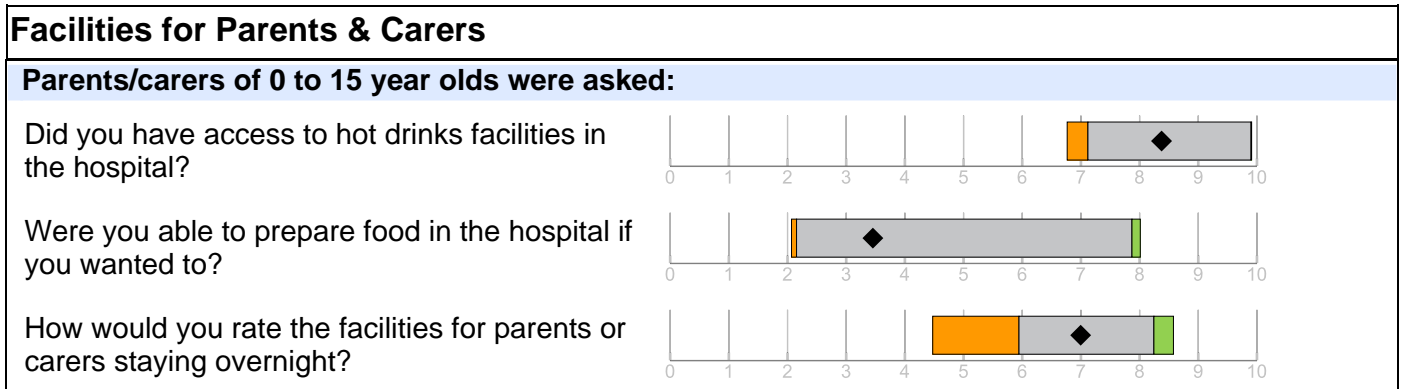 Facilities for Parents & Carers
Parents/carers of 0 to 15 year olds were asked:
Did you have access to hot drinks facilities in
the hospital?
0 1 2 3 4 5 6 7 8 9 10
Were you able to prepare food in the hospital if
you wanted to?
0 1 2 3 4 5 6 7 8 9 10
How would you rate the facilities for parents or
carers staying overnight?
0 1 2 3 4 5 6 7 8 9 10